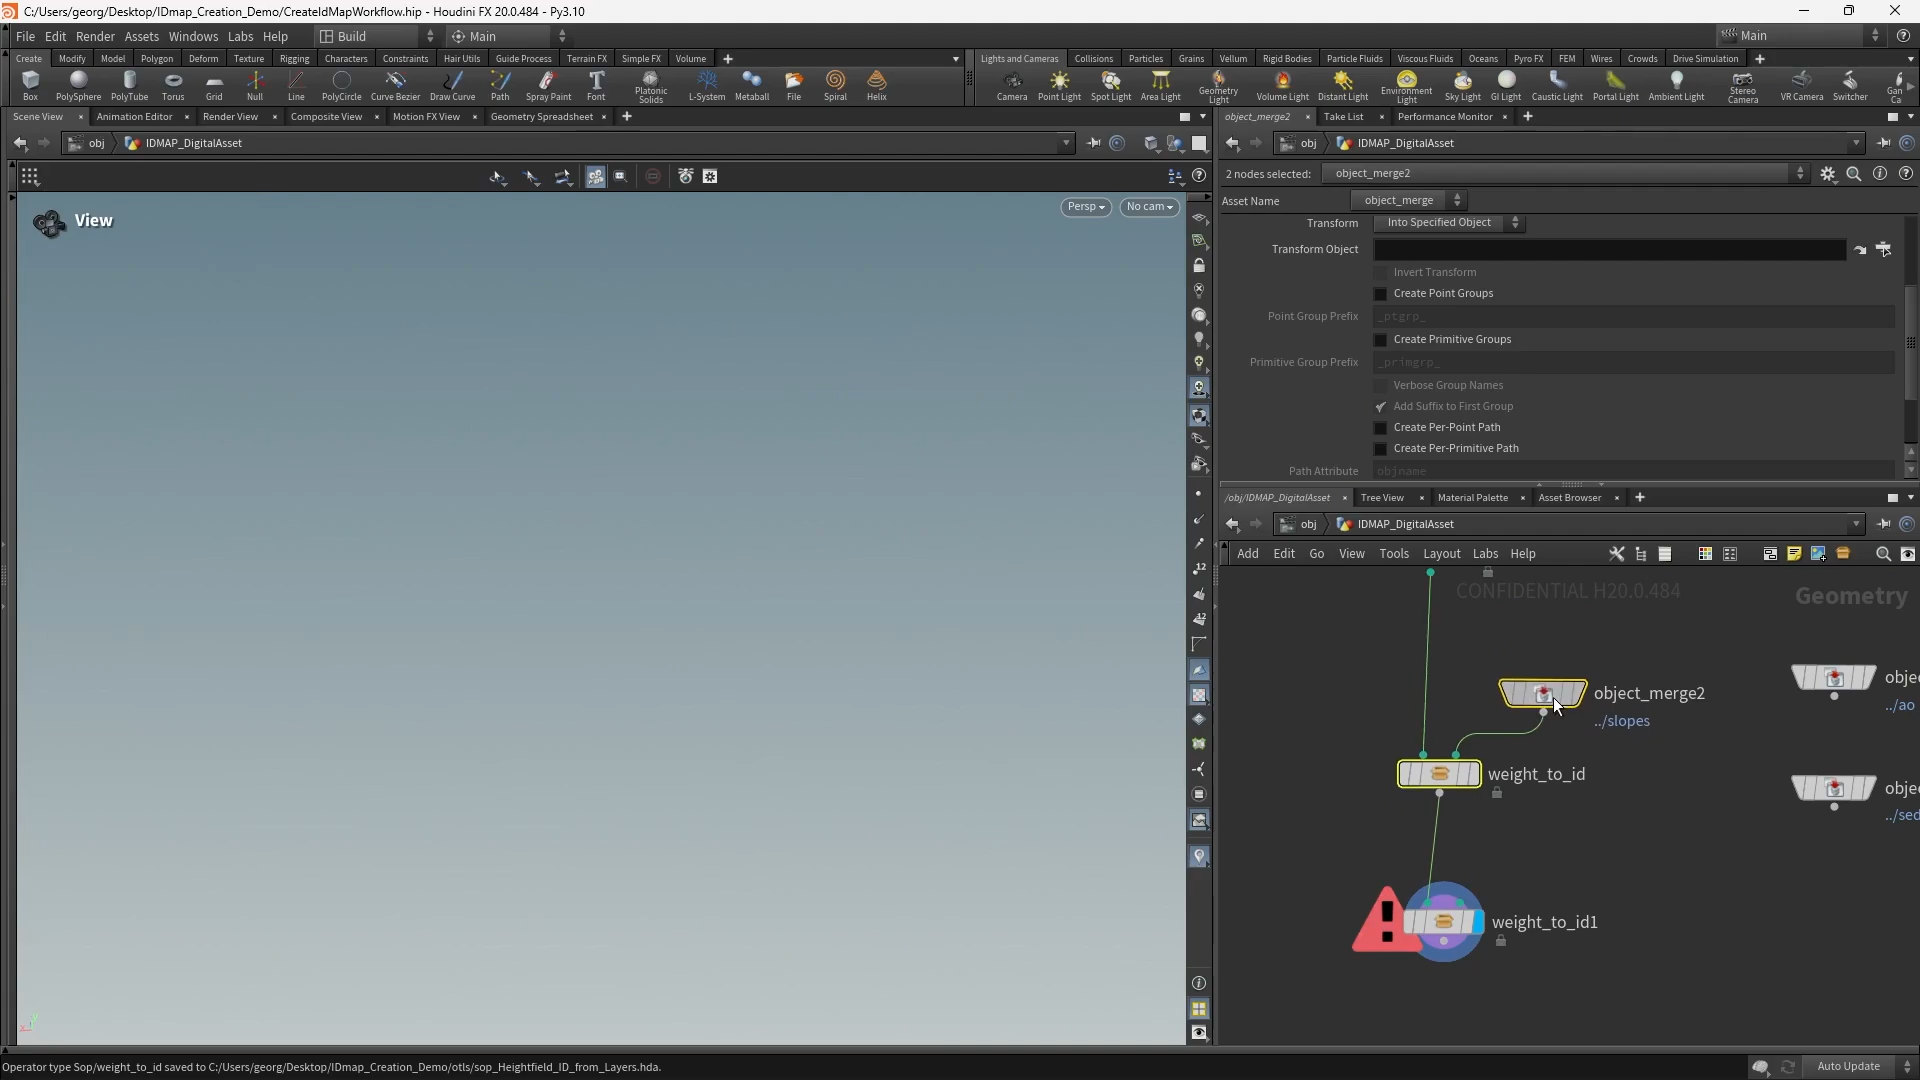 C:/Users/georg/Desktop/IDmap_Creation_Demo/CreateIdMapWorkflow.hip - Houdini FX 20.0.484 - Py3.10
File Edit Render Assets Windows Labs Help Build Main Main
Create Modify Model Polygon Deform Texture Rigging Characters Constraints Hair Utils Guide Process Terrain FX Simple FX Volume
Lights and Cameras Collisions Particles Grains Vellum Rigid Bodies Particle Fluids Viscous Fluids Oceans Pyro FX FEM Wires Crowds Drive Simulation
Box PolySphere PolyTube Torus Grid Null Line PolyCircle Curve Bezier Draw Curve Path Spray Paint Font Platonic Solids L-System Metaball File Spiral Helix
Camera Point Light Spot Light Area Light Geometry Light Volume Light Distant Light Environment Light Sky Light GI Light Caustic Light Portal Light Ambient Light Stereo Camera VR Camera Switcher Gan Ca
Scene View Animation Editor Render View Composite View Motion FX View Geometry Spreadsheet
object_merge2 Take List Performance Monitor
obj IDMAP_DigitalAsset
obj IDMAP_DigitalAsset
2 nodes selected: object_merge2
Asset Name object_merge
View
Persp
No cam
Transform Into Specified Object
Transform Object
Invert Transform
Create Point Groups
Point Group Prefix _ptgrp_
Create Primitive Groups
Primitive Group Prefix _primgrp_
Verbose Group Names
Add Suffix to First Group
Create Per-Point Path
Create Per-Primitive Path
Path Attribute objname
/obj/IDMAP_DigitalAsset Tree View Material Palette Asset Browser
obj IDMAP_DigitalAsset
Add Edit Go View Tools Layout Labs Help
CONFIDENTIAL H20.0.484
Geometry
object_merge2
../slopes
obje
../ao
weight_to_id
obje
../sed
weight_to_id1
12
12
Operator type Sop/weight_to_id saved to C:/Users/georg/Desktop/IDmap_Creation_Demo/otls/sop_Heightfield_ID_from_Layers.hda.
Auto Update